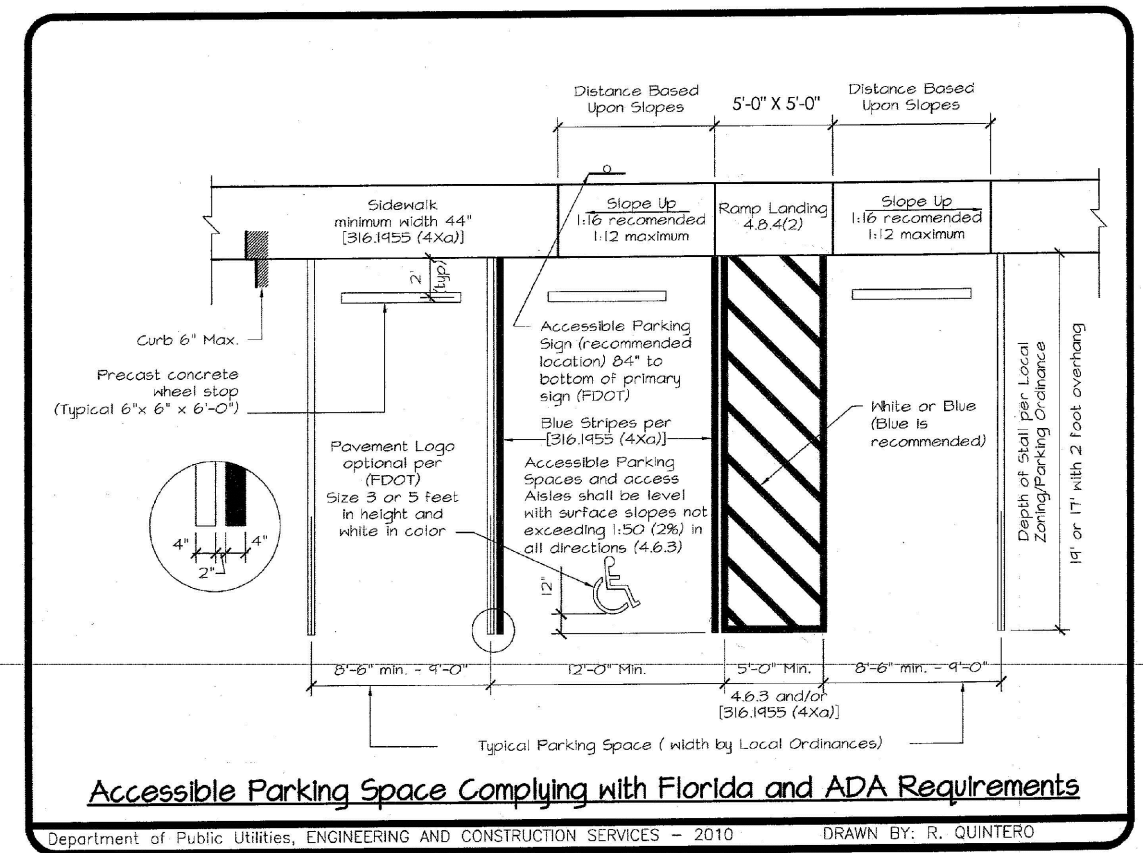 Distance Based
Upon Slopes
5'-0" X 5'-0"
Distance Based
Upon Slopes
Sidewalk
minimum width 44"
[316.1955 (4Xa)]
Slope Up
1:16 recomended
1:12 maximum
Ramp Landing
4.8.4(2)
Slope Up
1:16 recomended
1:12 maximum
2'
(typ)
Curb 6" Max.
Precast concrete
wheel stop
(Typical 6"x 6" x 6'-0")
Accessible Parking
Sign (recommended
location) 84" to
bottom of primary
sign (FDOT)
Blue Stripes per
[316.1955 (4Xa)]
Accessible Parking
Spaces and access
Aisles shall be level
with surface slopes not
exceeding 1:50 (2%) in
all directions (4.6.3)
Pavement Logo
optional per
(FDOT)
Size 3 or 5 feet
in height and
white in color
White or Blue
(Blue is
recommended)
Depth of Stall per Local
Zoring/Parking Ordinance
19' or 17' with 2 foot overhang
4"
4"
2"
12"
8'-6" min. - 9'-0"
12'-0" Min.
5'-0" Min.
8'-6" min. - 9'-0"
4.6.3 and/or
[316.1955 (4Xa)]
Typical Parking Space ( width by Local Ordinances)
Accessible Parking Space Complying with Florida and ADA Requirements
Department of Public Utilities, ENGINEERING AND CONSTRUCTION SERVICES - 2010
DRAWN BY: R. QUINTERO